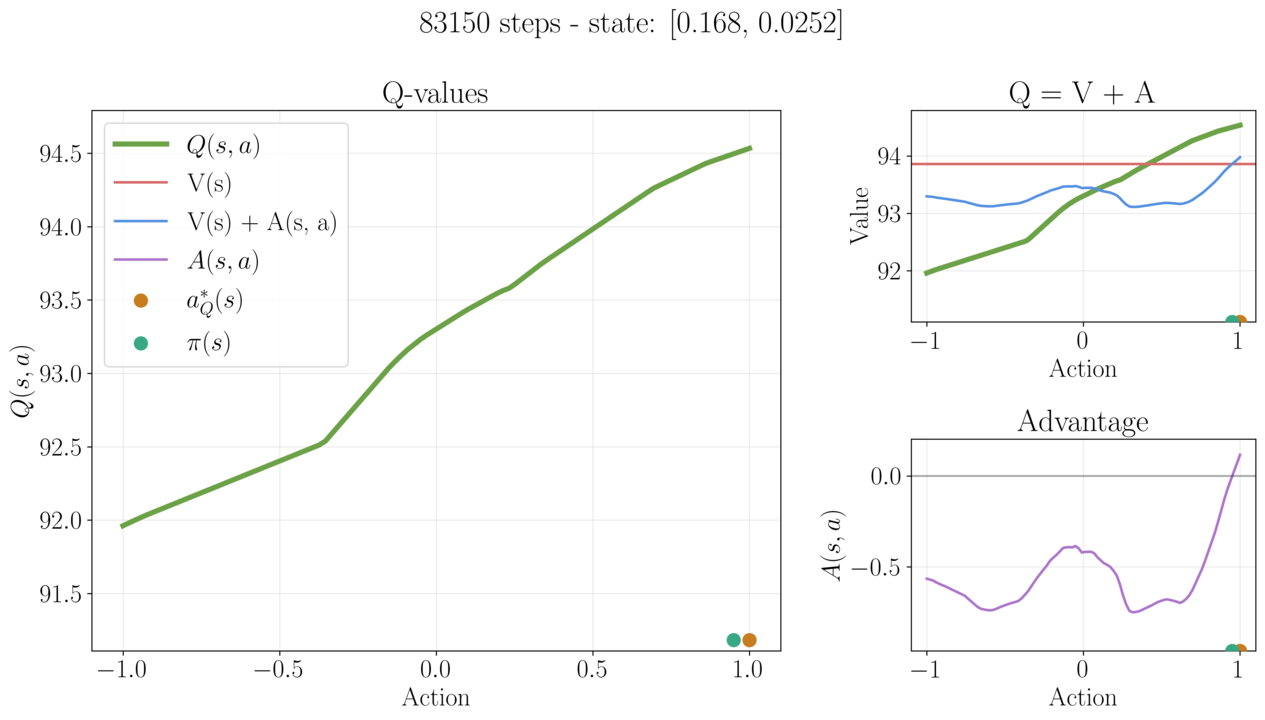 83150 steps - state: [0.168, 0.0252]
Q-values
Q(s, a)
V(s)
V(s) + A(s, a)
A(s, a)
a*Q(s)
π(s)
94.5
94.0
93.5
93.0
92.5
92.0
91.5
Q(s, a)
−1.0
−0.5
0.0
0.5
1.0
Action
Q = V + A
94
93
92
Value
−1
0
1
Action
Advantage
0.0
−0.5
A(s, a)
−1
0
1
Action